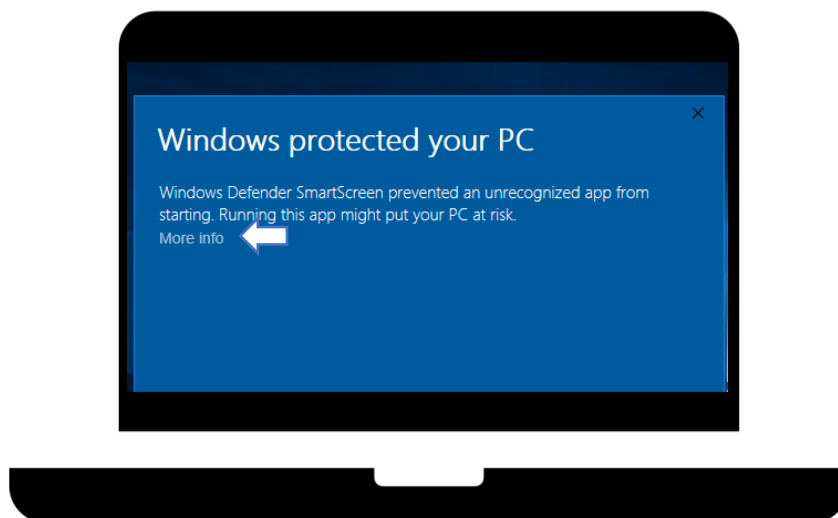 Windows protected your PC
Windows Defender SmartScreen prevented an unrecognized app from
starting. Running this app might put your PC at risk.
More info